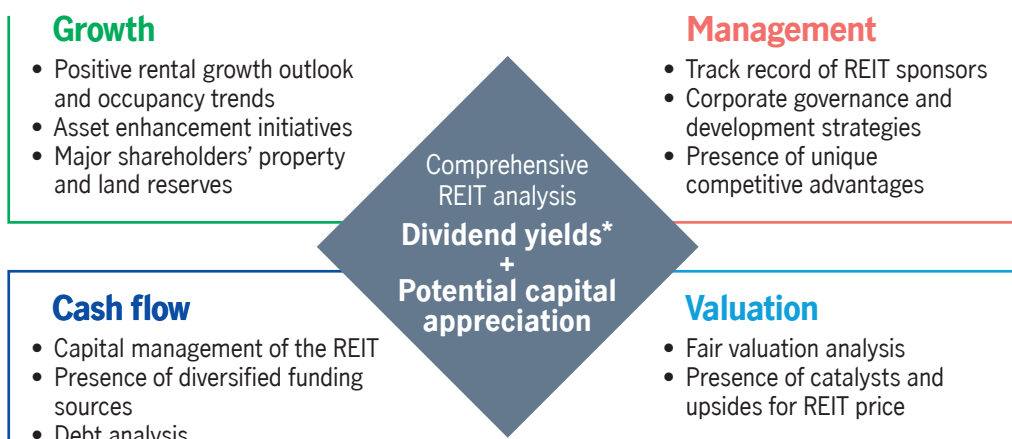 Growth
• Positive rental growth outlook
and occupancy trends
• Asset enhancement initiatives
• Major shareholders’ property
and land reserves
Management
• Track record of REIT sponsors
• Corporate governance and
development strategies
• Presence of unique
competitive advantages
Comprehensive
REIT analysis
Dividend yields*
+
Potential capital
appreciation
Cash flow
• Capital management of the REIT
• Presence of diversified funding
sources
• Debt analysis
Valuation
• Fair valuation analysis
• Presence of catalysts and
upsides for REIT price